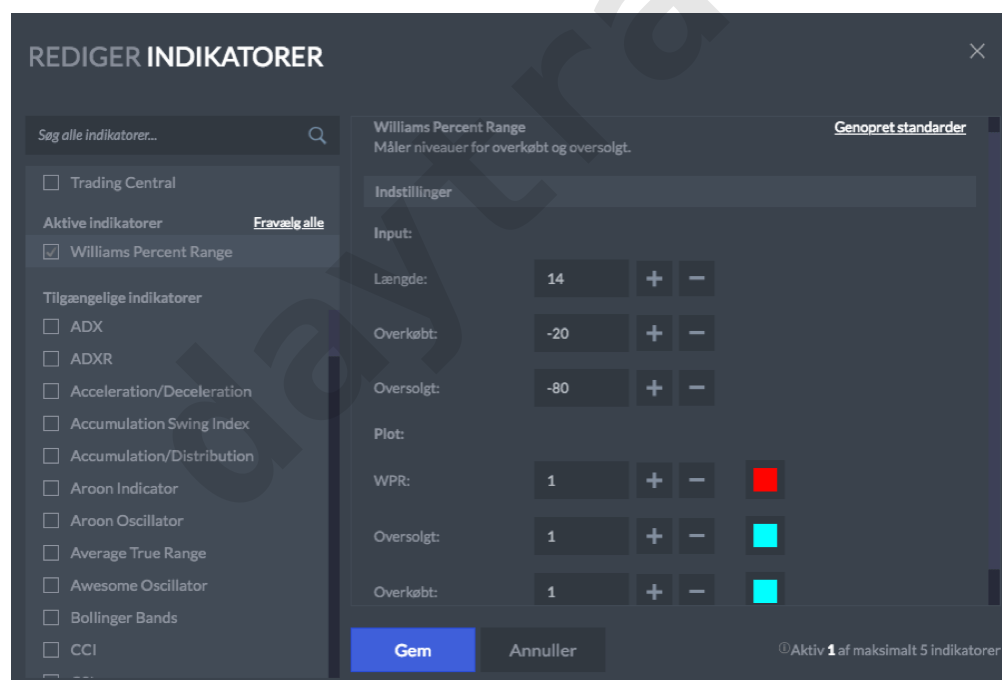 REDIGER INDIKATORER
Søg alle indikatorer...
Trading Central
Aktive indikatorer Fravælg alle
Williams Percent Range
Tilgængelige indikatorer
ADX
ADXR
Acceleration/Deceleration
Accumulation Swing Index
Accumulation/Distribution
Aroon Indicator
Aroon Oscillator
Average True Range
Awesome Oscillator
Bollinger Bands
CCI
Williams Percent Range Genopret standarder
Måler niveauer for overkøbt og oversolgt.
Indstillinger
Input:
Længde: 14 + −
Overkøbt: -20 + −
Oversolgt: -80 + −
Plot:
WPR: 1 + −
Oversolgt: 1 + −
Overkøbt: 1 + −
Gem Annuller
Aktiv 1 af maksimalt 5 indikatorer
daytra